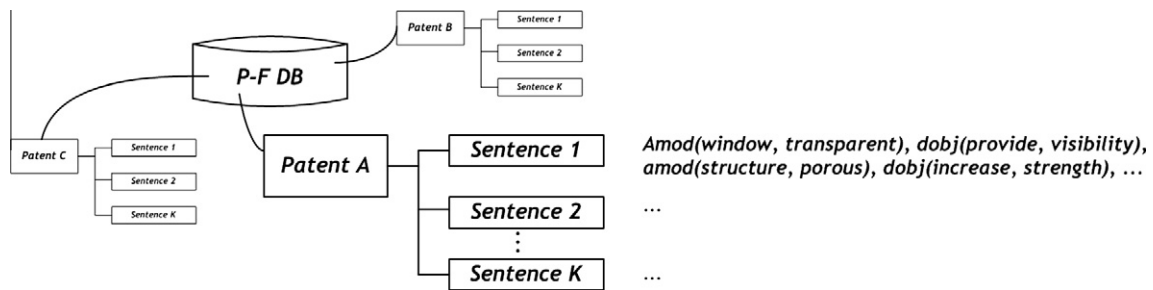 Patent B
Sentence 1
Sentence 2
Sentence K
P-F DB
Patent C
Sentence 1
Sentence 2
Sentence K
Patent A
Sentence 1
Amod(window, transparent), dobj(provide, visibility),
amod(structure, porous), dobj(increase, strength), ...
Sentence 2
...
Sentence K
...